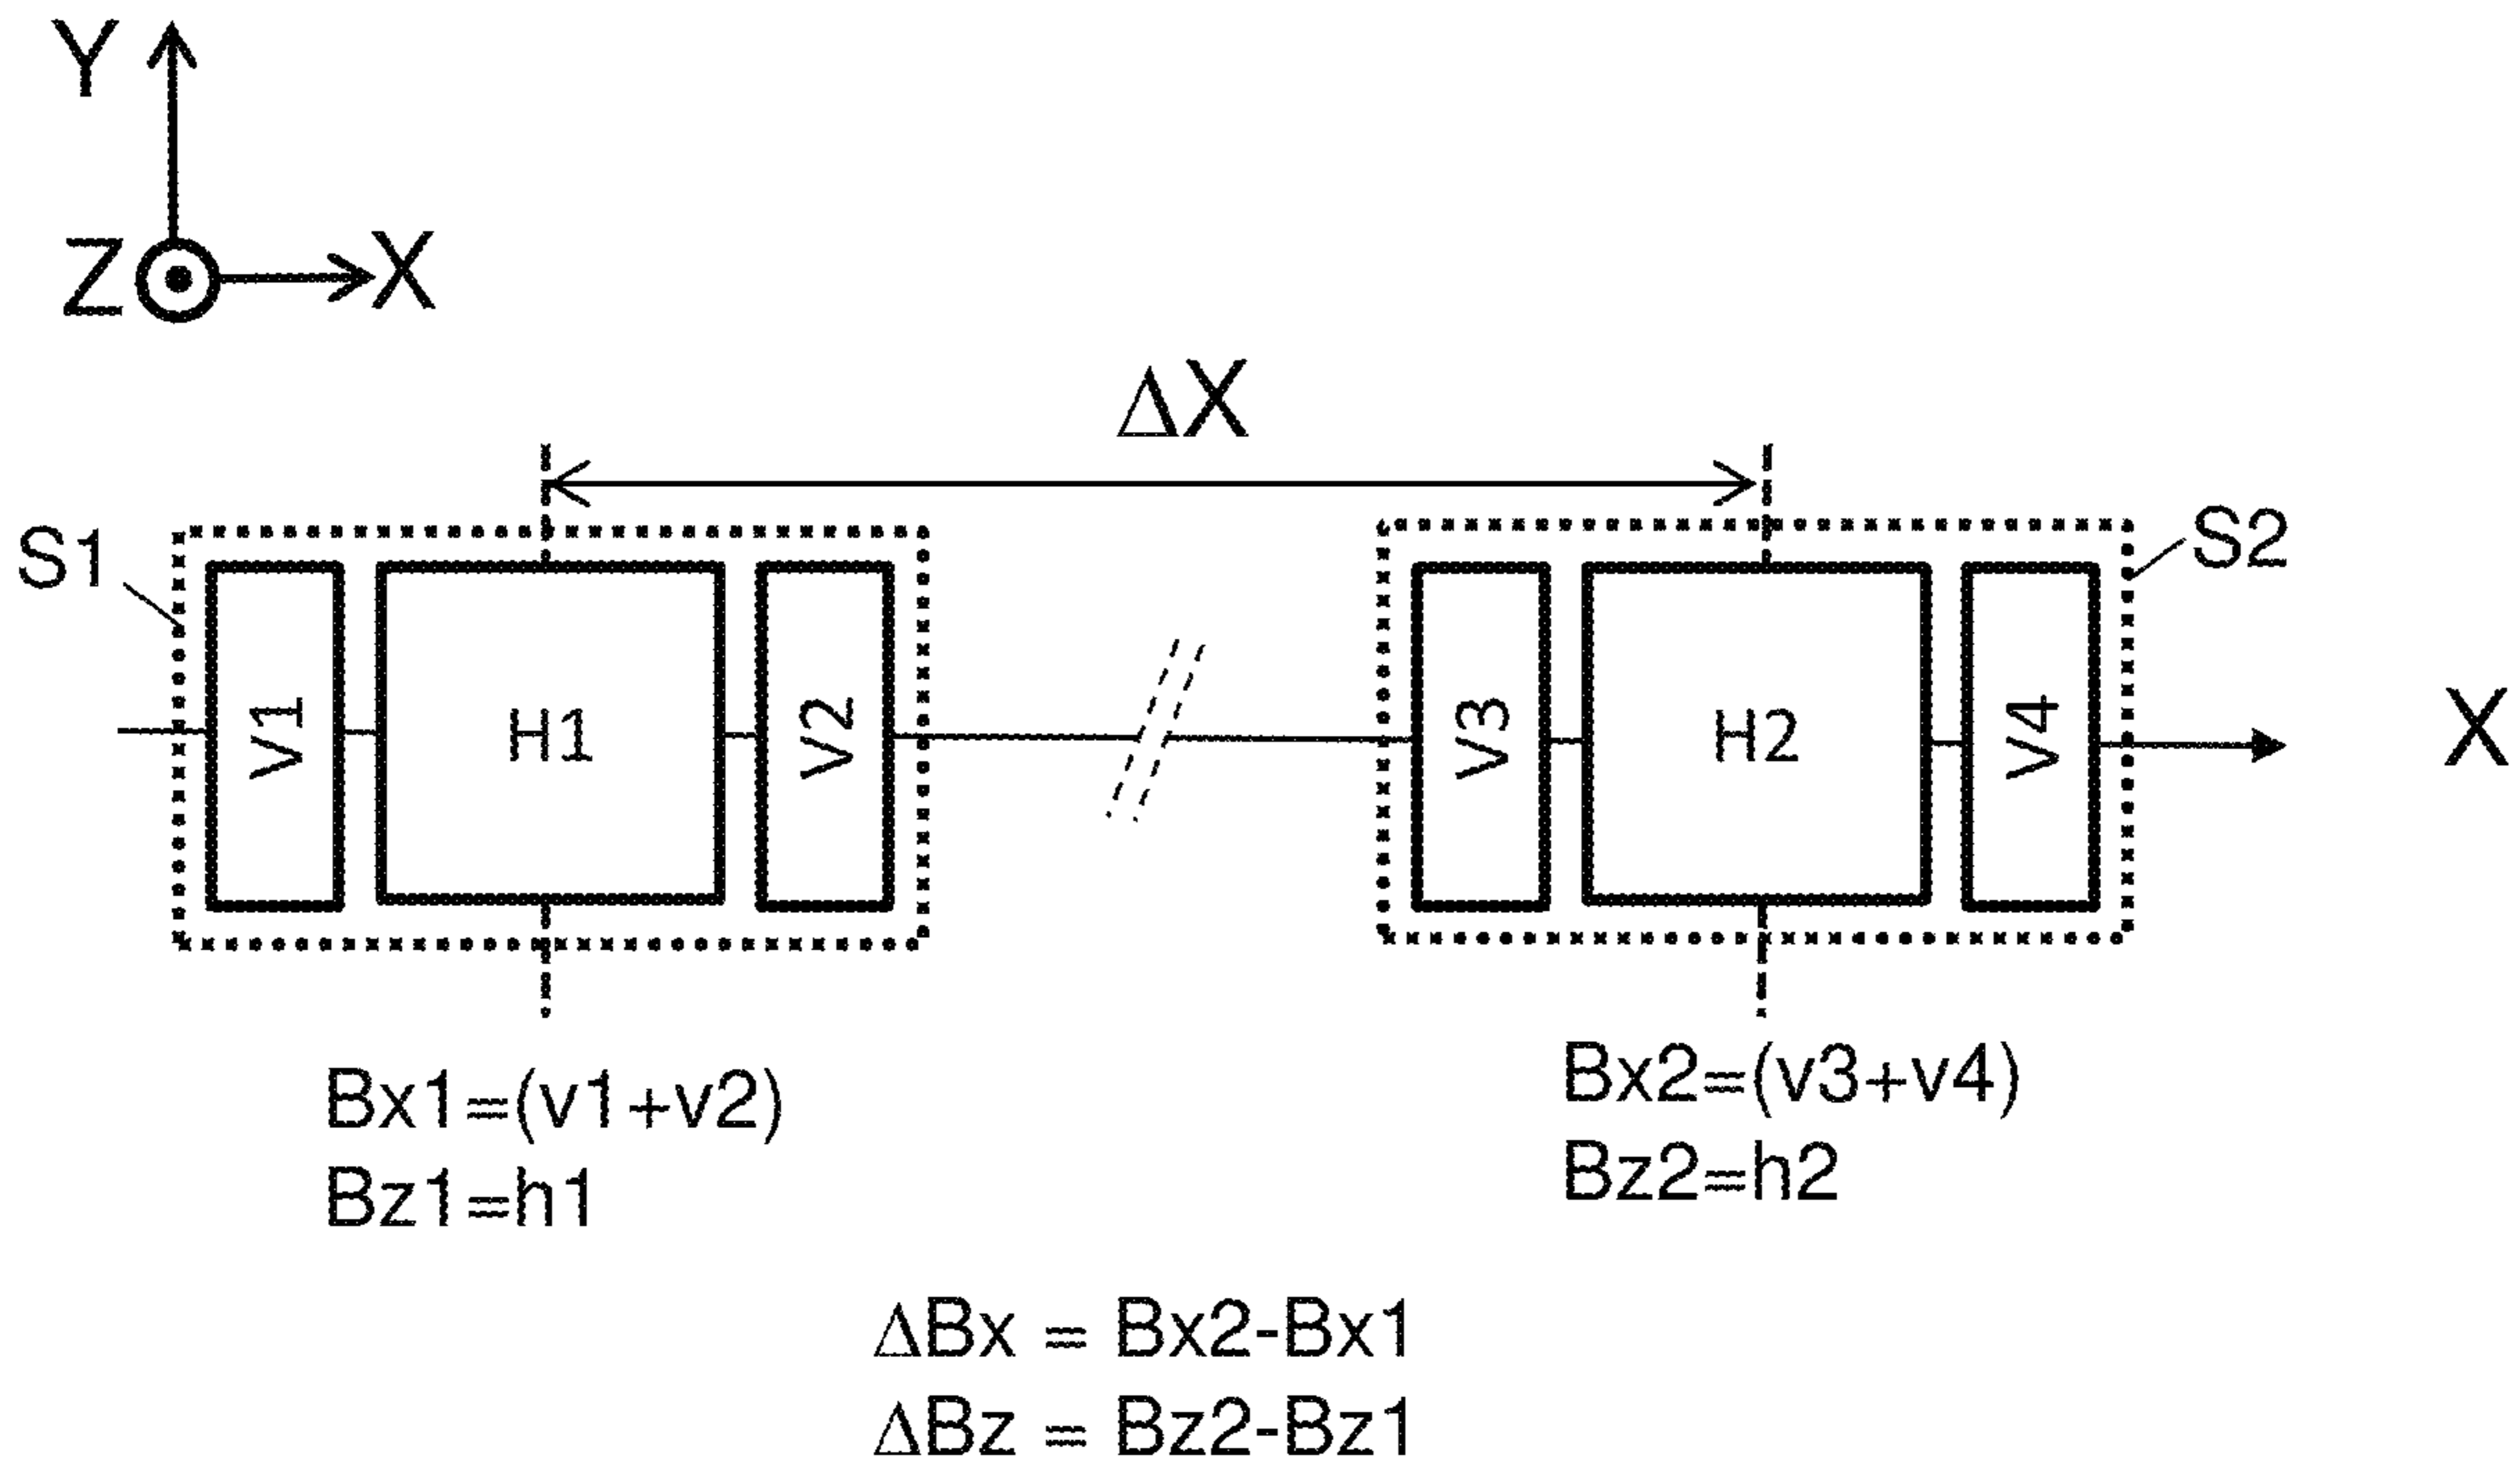 Y
Z X
ΔX
S1 S2
V1 H1 V2 V3 H2 V4 X
Bx1=(v1+v2)
Bz1=h1
Bx2=(v3+v4)
Bz2=h2
ΔBx = Bx2-Bx1
ΔBz = Bz2-Bz1